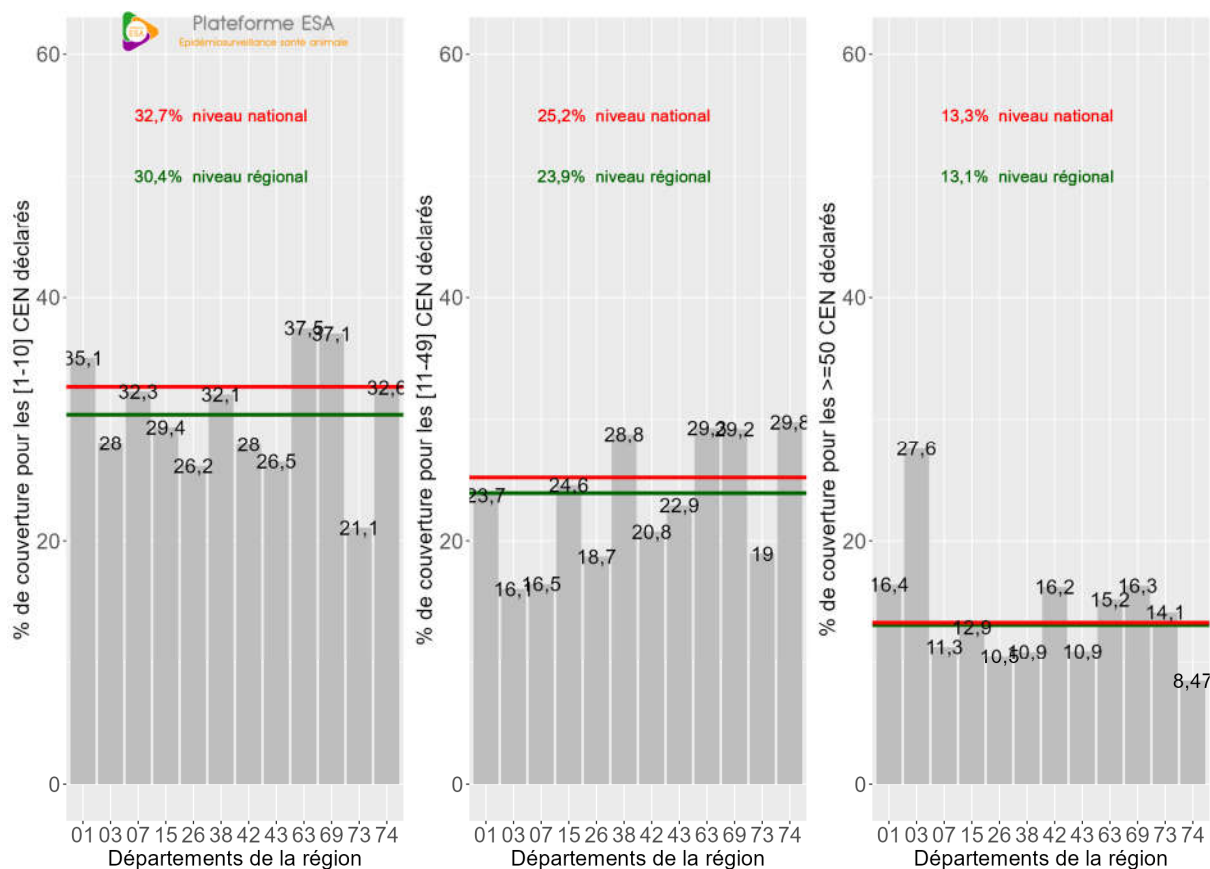 Plateforme ESA
ESA
Epidémiosurveillance santé animale
% de couverture pour les [1-10] CEN déclarés
60
40
20
0
32,7% niveau national
30,4% niveau régional
35,1
28
32,3
29,4
26,2
32,1
28
26,5
37,5
37,1
21,1
32,6
01 03 07 15 26 38 42 43 63 69 73 74
Départements de la région
% de couverture pour les [11-49] CEN déclarés
60
40
20
0
25,2% niveau national
23,9% niveau régional
23,7
16,1
16,5
24,6
18,7
28,8
20,8
22,9
29,3
29,2
19
29,8
01 03 07 15 26 38 42 43 63 69 73 74
Départements de la région
% de couverture pour les >=50 CEN déclarés
60
40
20
0
13,3% niveau national
13,1% niveau régional
16,4
27,6
11,3
12,9
10,5
10,9
16,2
10,9
15,2
16,3
14,1
8,47
01 03 07 15 26 38 42 43 63 69 73 74
Départements de la région